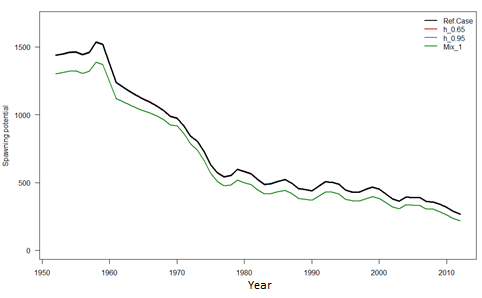 Ref.Case
h_0.65
h_0.95
Mix_1
1500
1000
500
0
Spawning potential
1950 1960 1970 1980 1990 2000 2010
Year